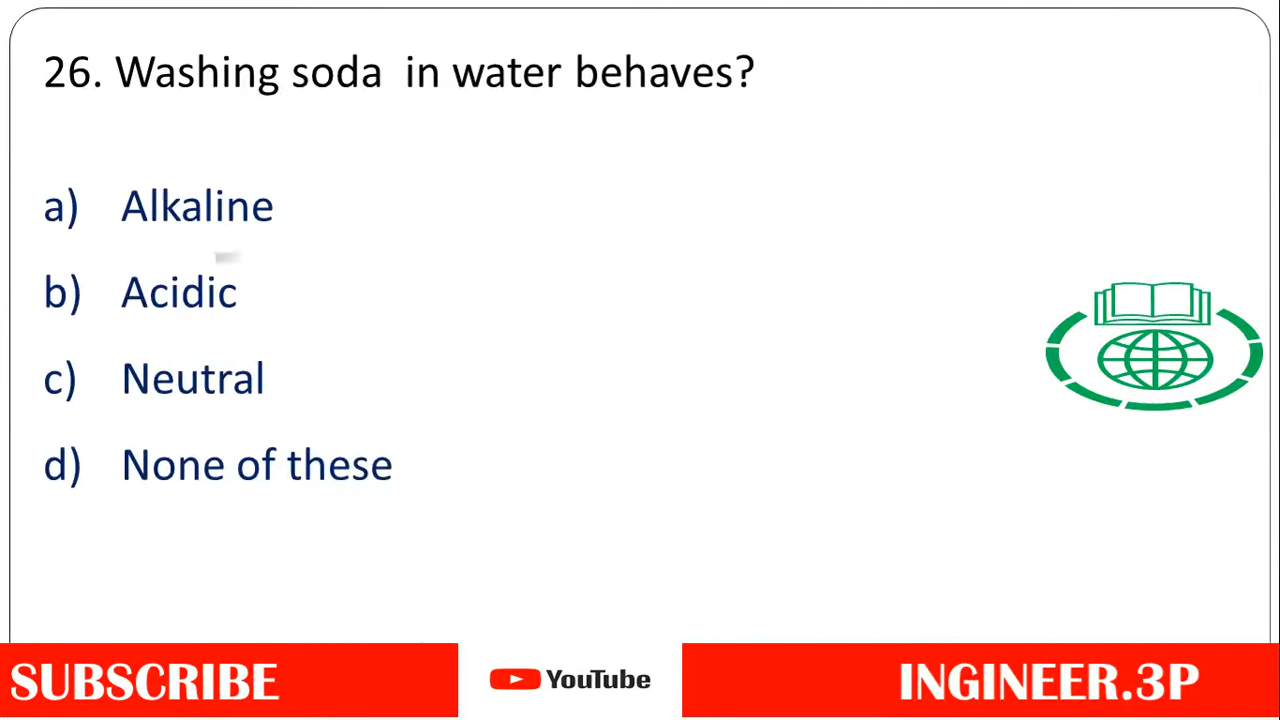 26. Washing soda in water behaves?
a) Alkaline
b) Acidic
c) Neutral
d) None of these
SUBSCRIBE YouTube INGINEER.3P